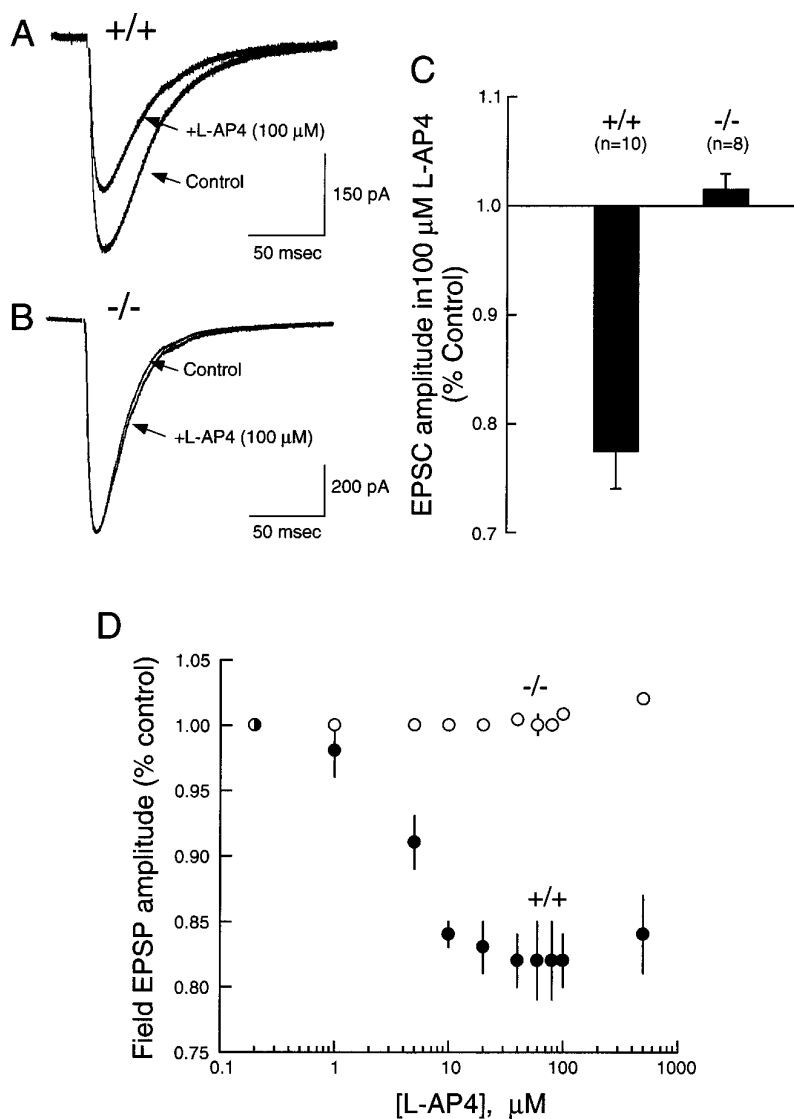 A
+/+
+L-AP4 (100 μM)
Control
150 pA
50 msec
B
-/-
Control
+L-AP4 (100 μM)
200 pA
50 msec
C
EPSC amplitude in100 μM L-AP4
(% Control)
1.1
1.0
0.9
0.8
0.7
+/+
(n=10)
-/-
(n=8)
D
Field EPSP amplitude (% control)
1.05
1.00
0.95
0.90
0.85
0.80
0.75
-/-
+/+
0.1
1
10
100
1000
[L-AP4], μM